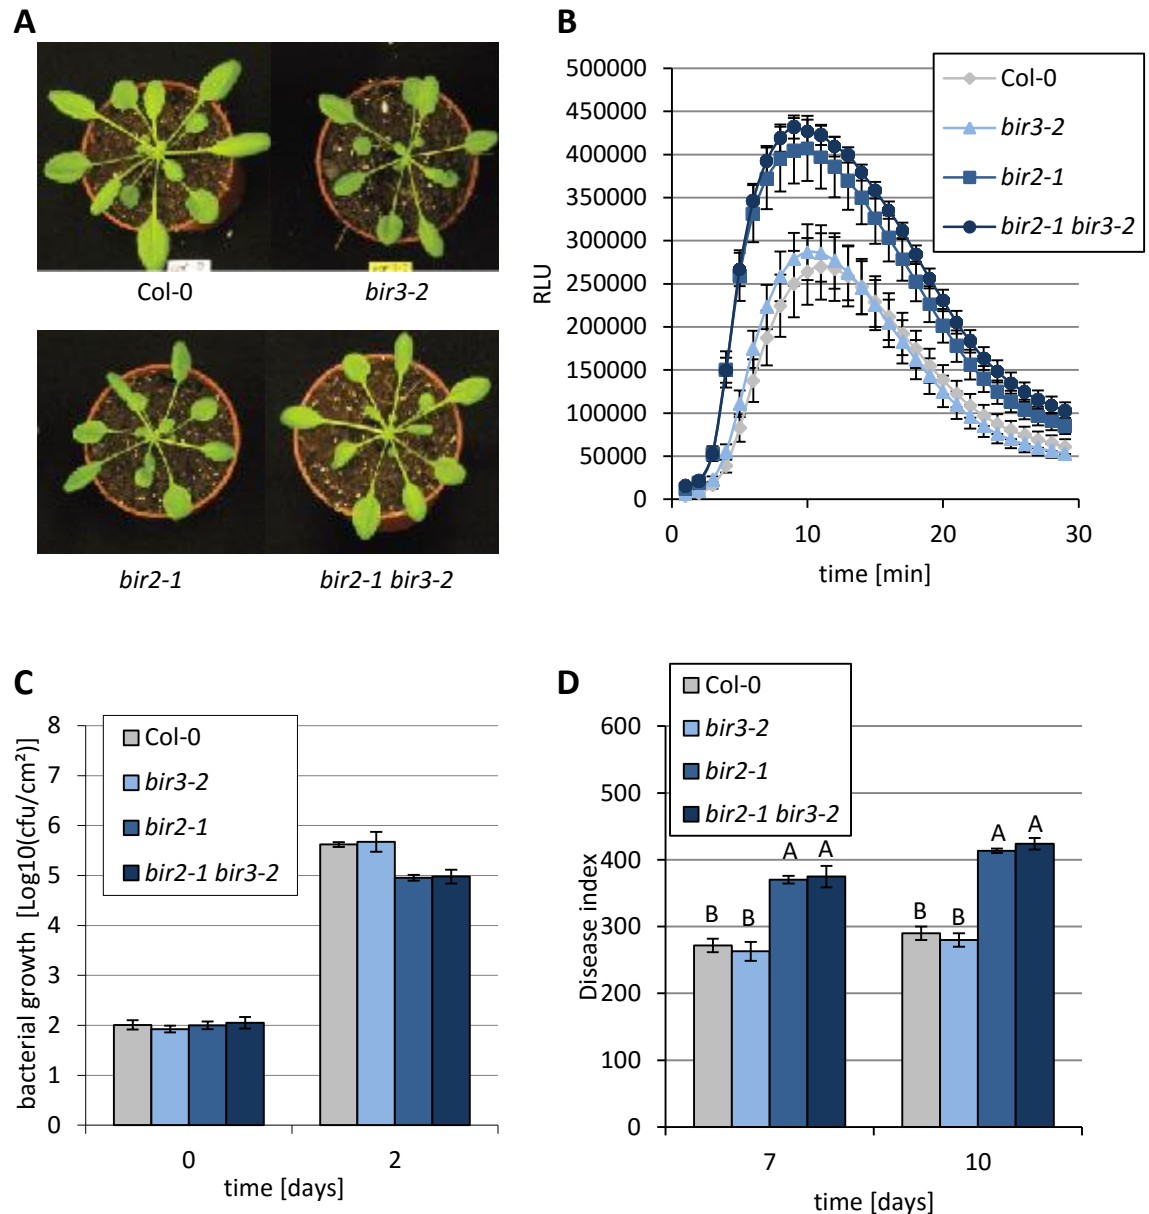 A
Col-0
bir3-2
bir2-1
bir2-1 bir3-2
B
500000
450000
400000
350000
300000
250000
200000
150000
100000
50000
0
RLU
0
10
20
30
time [min]
Col-0
bir3-2
bir2-1
bir2-1 bir3-2
C
8
7
6
5
4
3
2
1
0
bacterial growth [Log10(cfu/cm²)]
Col-0
bir3-2
bir2-1
bir2-1 bir3-2
0
2
time [days]
D
Col-0
bir3-2
bir2-1
bir2-1 bir3-2
600
500
400
300
200
100
0
Disease index
B
B
A
A
B
B
A
A
7
10
time [days]